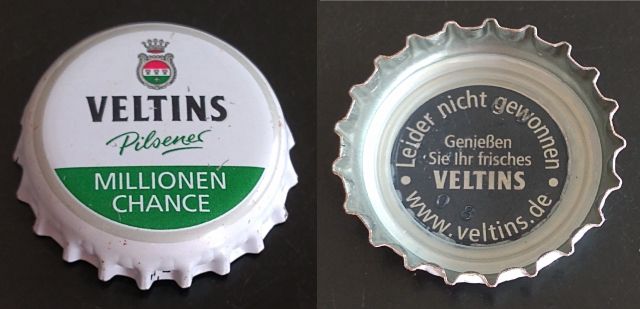 VELTINS
Pilsener
MILLIONEN
CHANCE
Leider nicht gewonnen
Genießen
Sie Ihr frisches
VELTINS
www.veltins.de